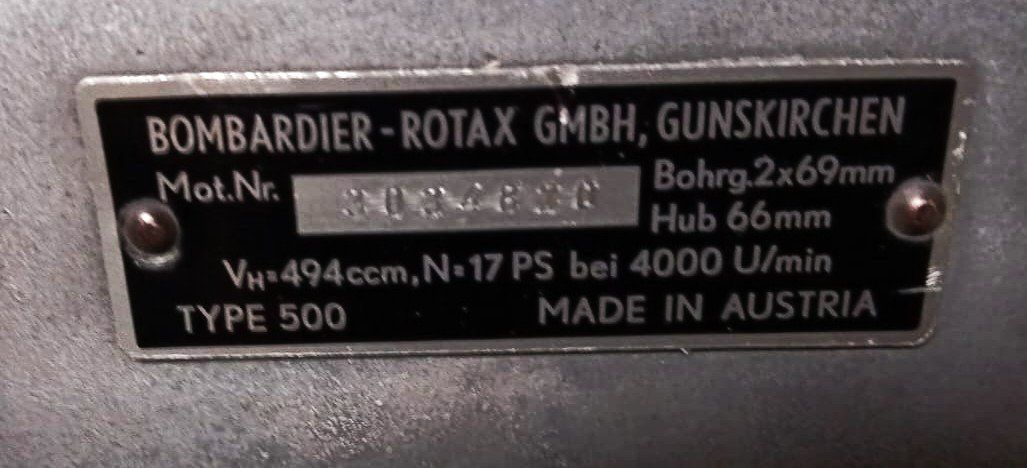 BOMBARDIER-ROTAX GMBH, GUNSKIRCHEN
Mot.Nr.
Bohrg.2x69mm
Hub 66mm
VH=494ccm, N=17 PS bei 4000 U/min
TYPE 500 MADE IN AUSTRIA